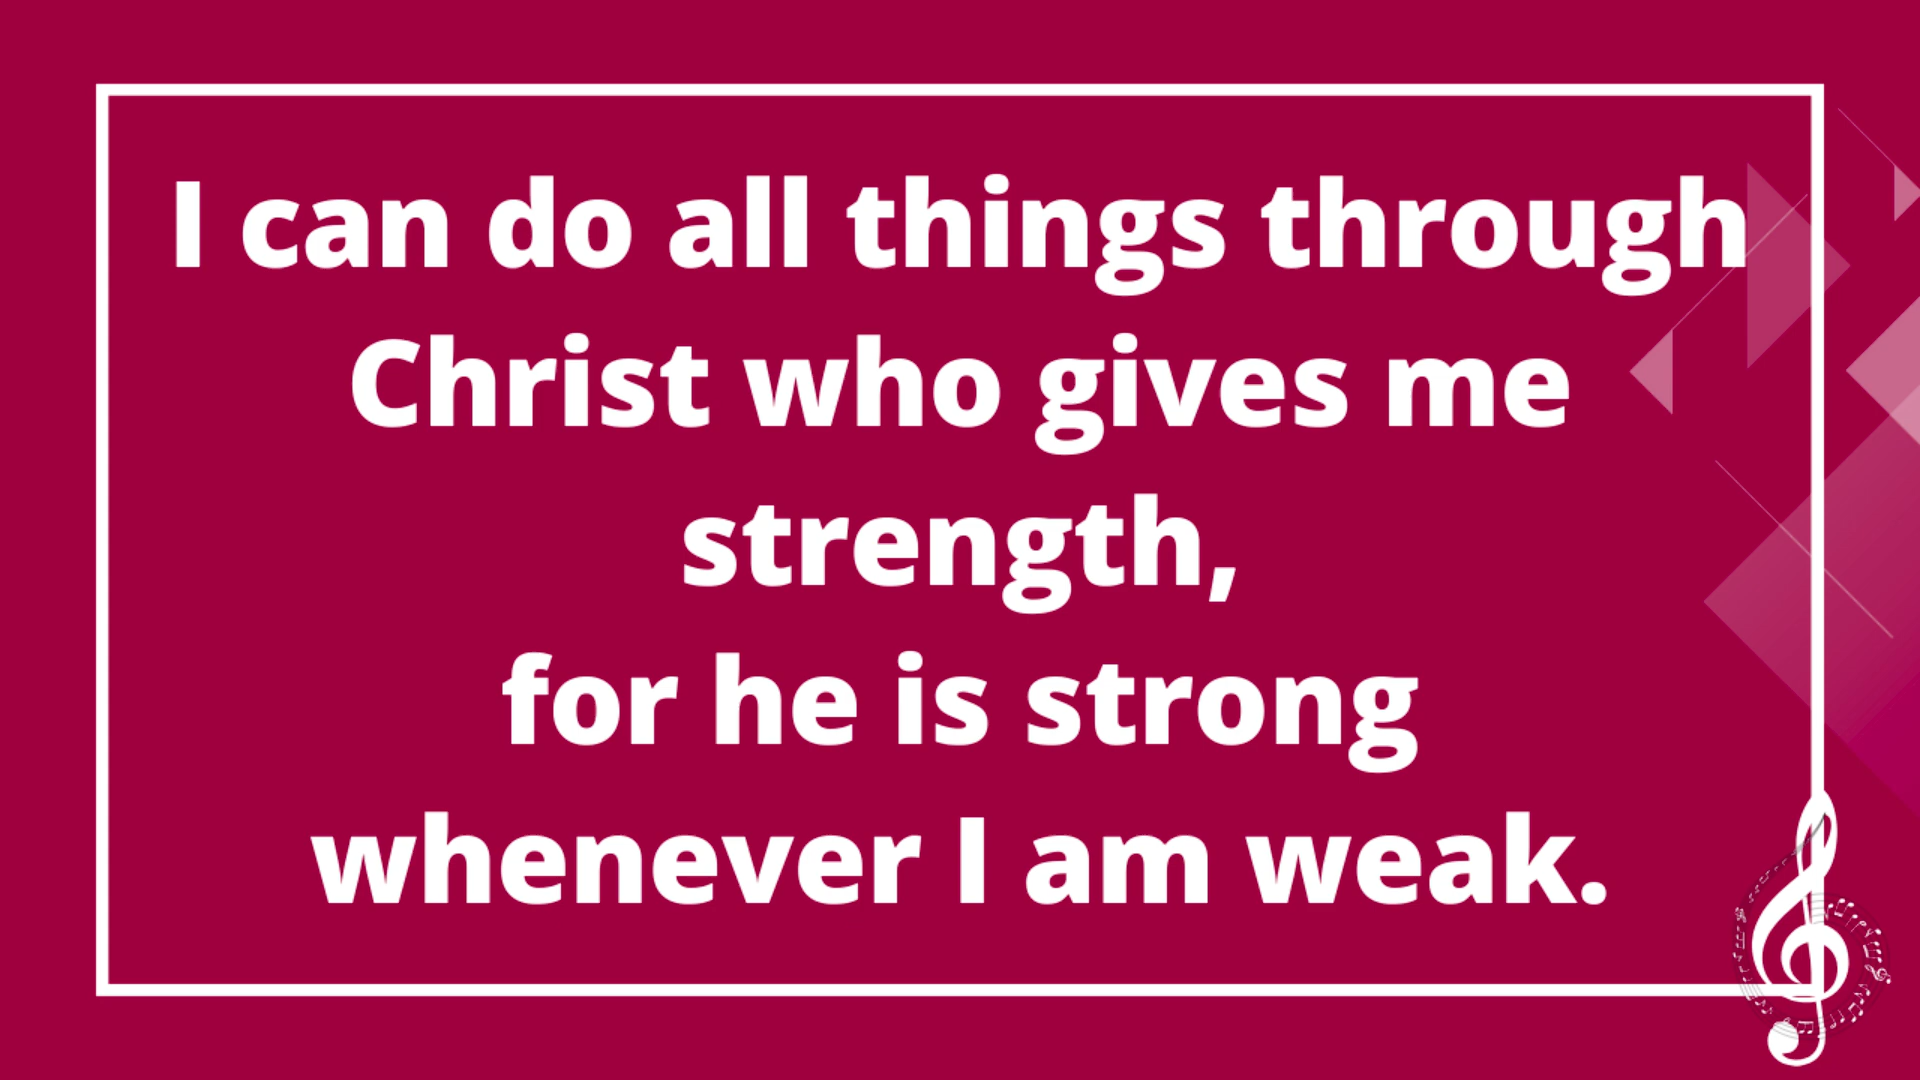 I can do all things through
Christ who gives me
strength,
for he is strong
whenever I am weak.